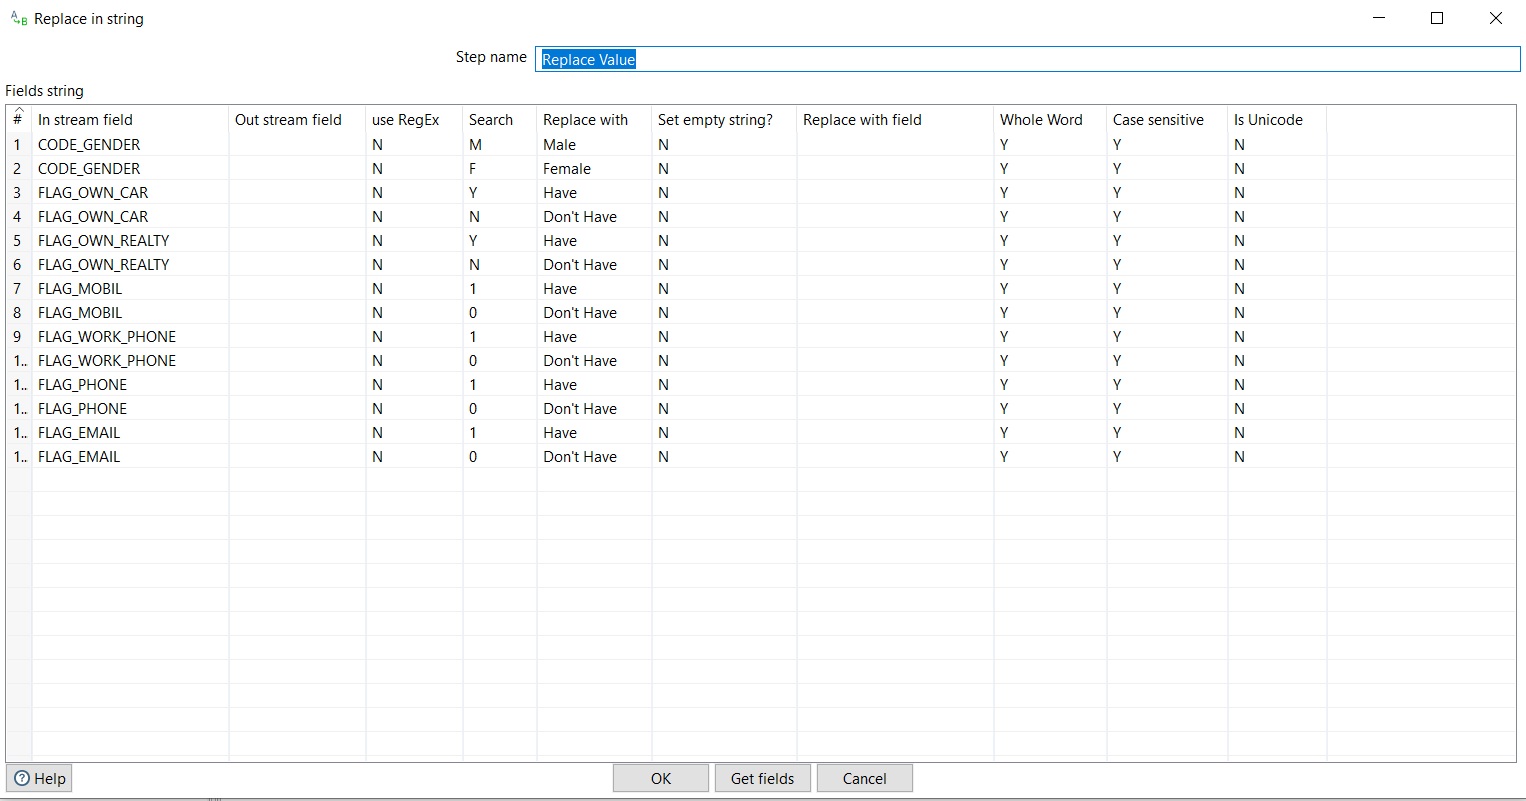 Replace in string
Step name Replace Value
Fields string
# In stream field Out stream field use RegEx Search Replace with Set empty string? Replace with field Whole Word Case sensitive Is Unicode
1 CODE_GENDER N M Male N Y Y N
2 CODE_GENDER N F Female N Y Y N
3 FLAG_OWN_CAR N Y Have N Y Y N
4 FLAG_OWN_CAR N N Don't Have N Y Y N
5 FLAG_OWN_REALTY N Y Have N Y Y N
6 FLAG_OWN_REALTY N N Don't Have N Y Y N
7 FLAG_MOBIL N 1 Have N Y Y N
8 FLAG_MOBIL N 0 Don't Have N Y Y N
9 FLAG_WORK_PHONE N 1 Have N Y Y N
1.. FLAG_WORK_PHONE N 0 Don't Have N Y Y N
1.. FLAG_PHONE N 1 Have N Y Y N
1.. FLAG_PHONE N 0 Don't Have N Y Y N
1.. FLAG_EMAIL N 1 Have N Y Y N
1.. FLAG_EMAIL N 0 Don't Have N Y Y N
Help OK Get fields Cancel